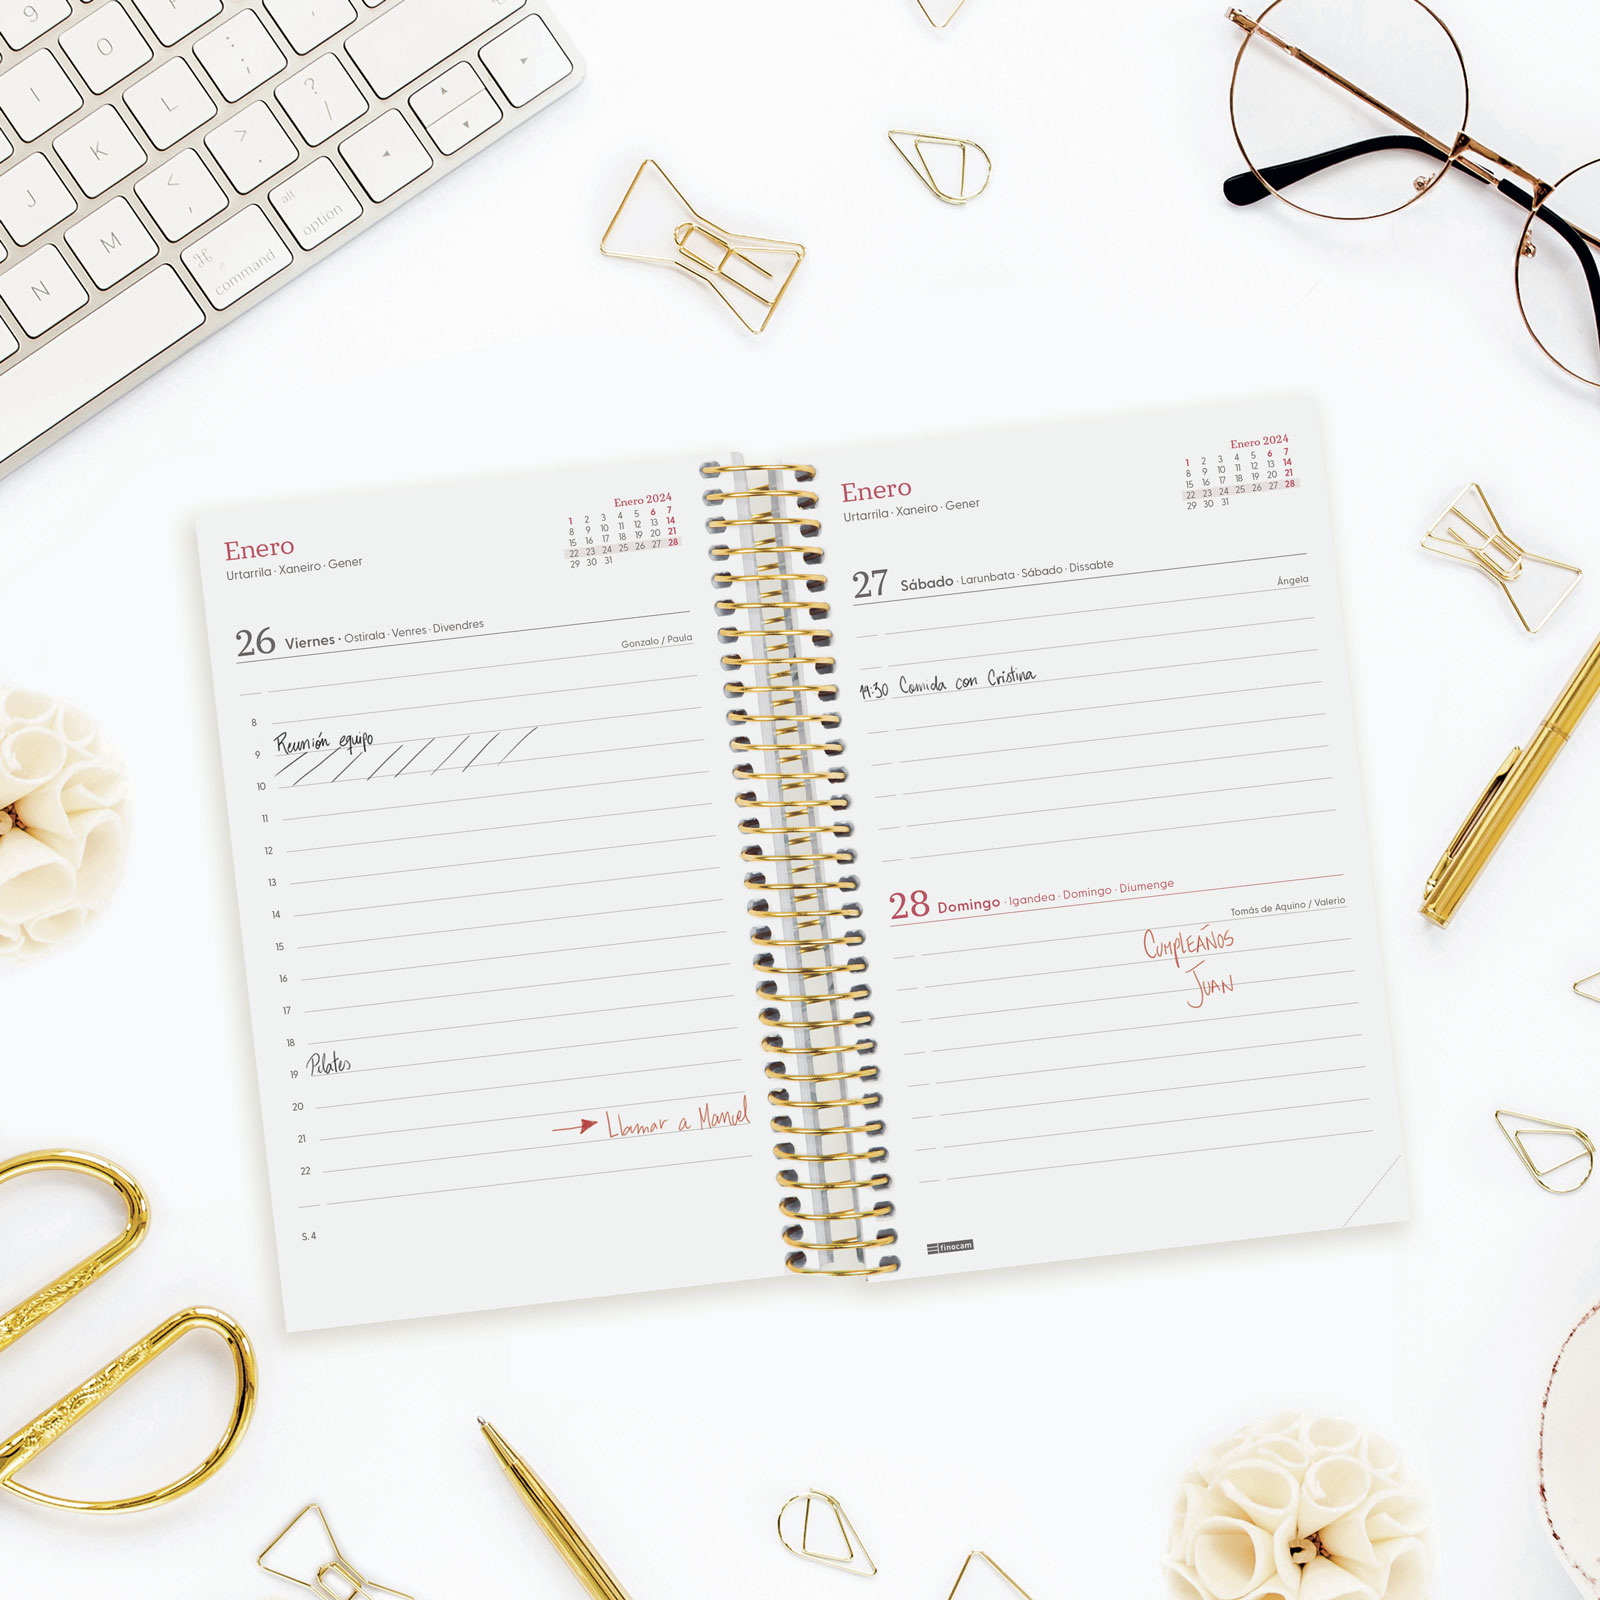 9
O
P
{
[
I
L
:
;
"
'
?
/
K
>
.
J
M
<
,
alt
option
N
⌘
command
Enero
Urtarrila · Xaneiro · Gener
Enero 2024
1 2 3 4 5 6 7
8 9 10 11 12 13 14
15 16 17 18 19 20 21
22 23 24 25 26 27 28
29 30 31
26 Viernes · Ostirala · Venres · Divendres
Gonzalo / Paula
8
Reunión equipo
9
10
11
12
13
14
15
16
17
18
19 Pilates
20
21 Llamar a Manuel
22
S. 4
Enero
Urtarrila · Xaneiro · Gener
Enero 2024
1 2 3 4 5 6 7
8 9 10 11 12 13 14
15 16 17 18 19 20 21
22 23 24 25 26 27 28
29 30 31
27 Sábado · Larunbata · Sábado · Dissabte
Ángela
14:30 Comida con Cristina
28 Domingo · Igandea · Domingo · Diumenge
Tomás de Aquino / Valerio
CUMPLEAÑOS
JUAN
finocam